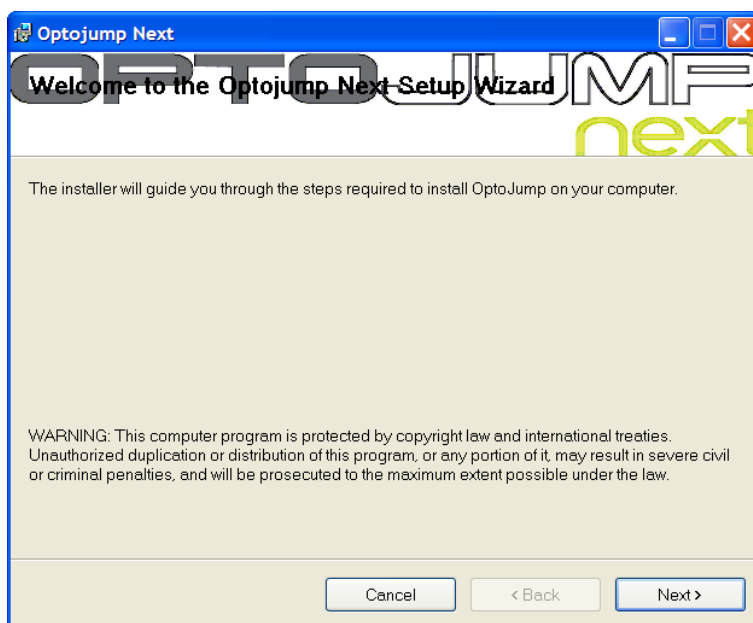 Optojump Next
OPTOJUMP
Welcome to the Optojump Next Setup Wizard
next
The installer will guide you through the steps required to install OptoJump on your computer.
WARNING: This computer program is protected by copyright law and international treaties.
Unauthorized duplication or distribution of this program, or any portion of it, may result in severe civil
or criminal penalties, and will be prosecuted to the maximum extent possible under the law.
Cancel
< Back
Next >